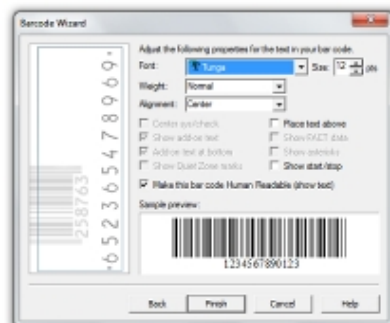 Barcode Wizard
Adjust the following properties for the text in your bar code.
Font: Tunga Size: 12 pts
Weight: Normal
Alignment: Center
Center w/check Place text above
Show add-on text Show FACT data
Add-on text at bottom Show asterisks
Show Quiet Zone marks Show start/stop
Make this bar code Human Readable (show text)
Sample preview:
1234567890123
258763
Back Finish Cancel Help